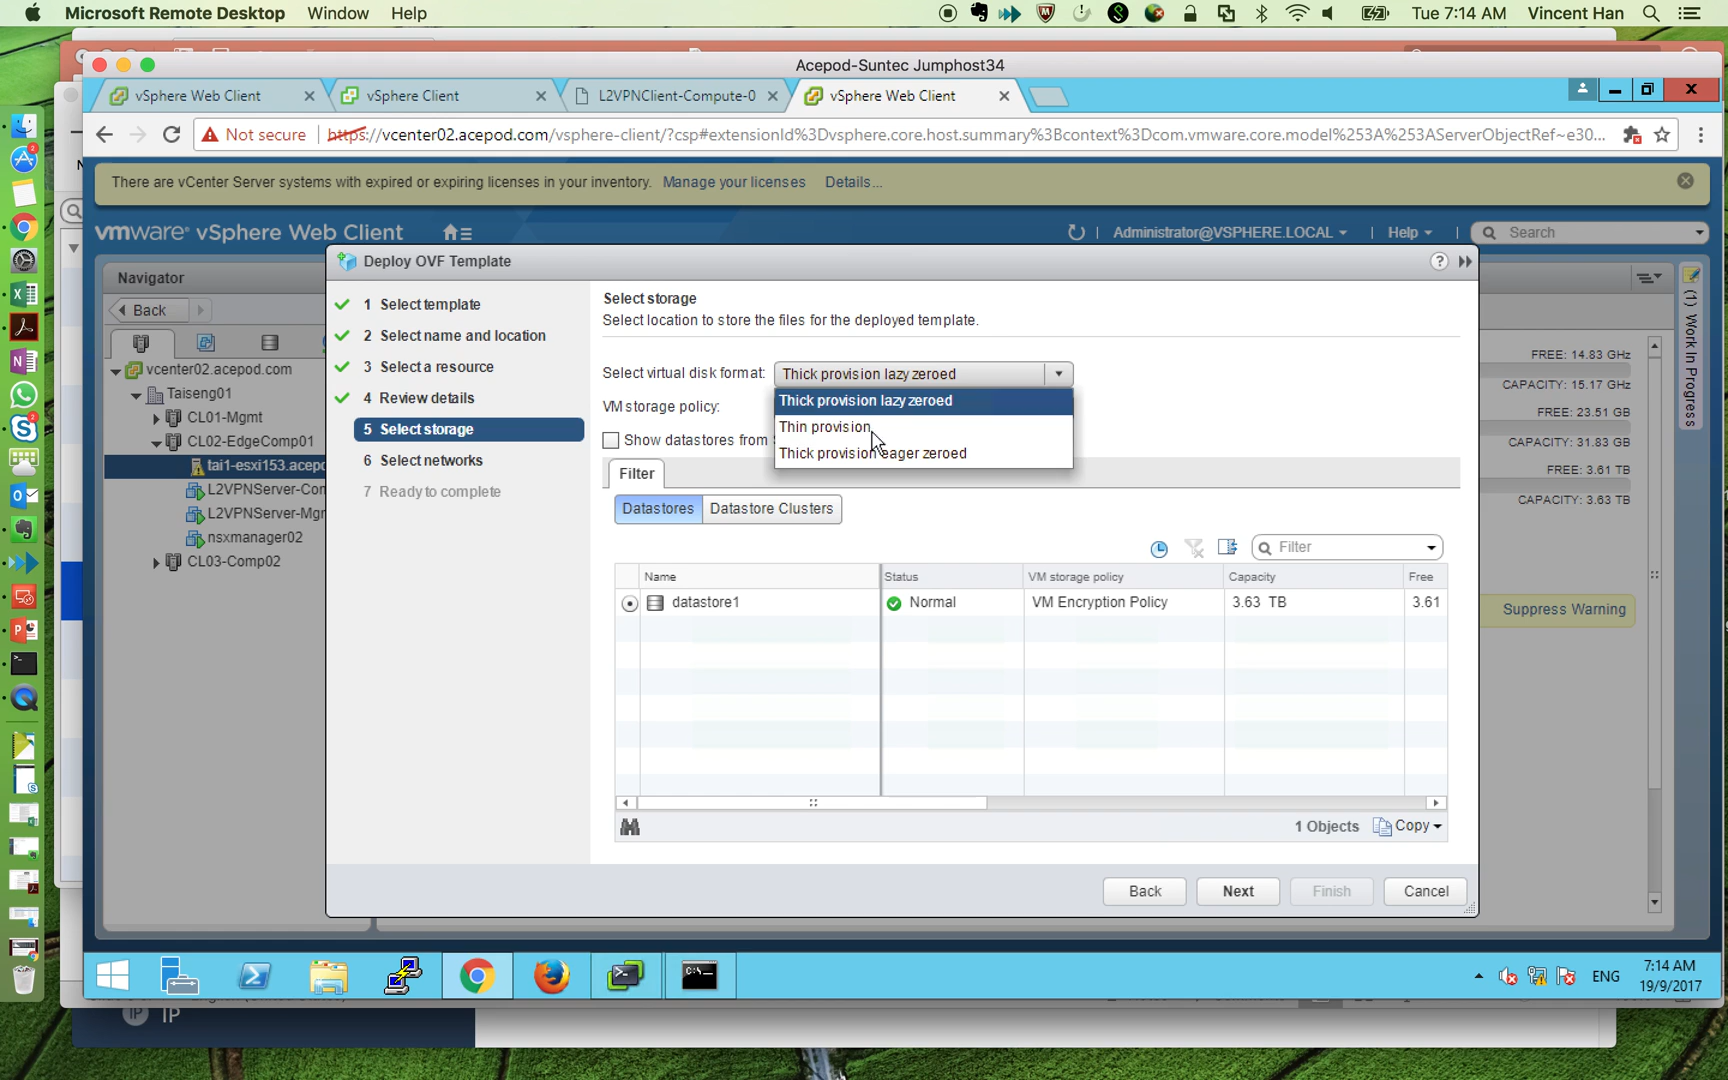 Microsoft Remote Desktop Window Help
Tue 7:14 AM Vincent Han
Acepod-Suntec Jumphost34
vSphere Web Client
vSphere Client
L2VPNClient-Compute-0
vSphere Web Client
Not secure https://vcenter02.acepod.com/vsphere-client/?csp#extensionId%3Dvsphere.core.host.summary%3Bcontext%3Dcom.vmware.core.model%253A%253AServerObjectRef~e30...
There are vCenter Server systems with expired or expiring licenses in your inventory. Manage your licenses Details...
vmware® vSphere Web Client
Administrator@VSPHERE.LOCAL
Help
Search
Navigator
Back
vcenter02.acepod.com
Taiseng01
CL01-Mgmt
CL02-EdgeComp01
tai1-esxi153.acepo
L2VPNServer-Con
L2VPNServer-Mgr
nsxmanager02
CL03-Comp02
Deploy OVF Template
1 Select template
2 Select name and location
3 Select a resource
4 Review details
5 Select storage
6 Select networks
7 Ready to complete
Select storage
Select location to store the files for the deployed template.
Select virtual disk format: Thick provision lazy zeroed
VM storage policy:
Thick provision lazy zeroed
Thin provision
Thick provision eager zeroed
Show datastores from
Filter
Datastores Datastore Clusters
Filter
Name Status VM storage policy Capacity Free
datastore1 Normal VM Encryption Policy 3.63 TB 3.61
1 Objects Copy
Back Next Finish Cancel
FREE: 14.83 GHz
CAPACITY: 15.17 GHz
FREE: 23.51 GB
CAPACITY: 31.83 GB
FREE: 3.61 TB
CAPACITY: 3.63 TB
Suppress Warning
(1) Work In Progress
ENG
7:14 AM
19/9/2017
IP IP